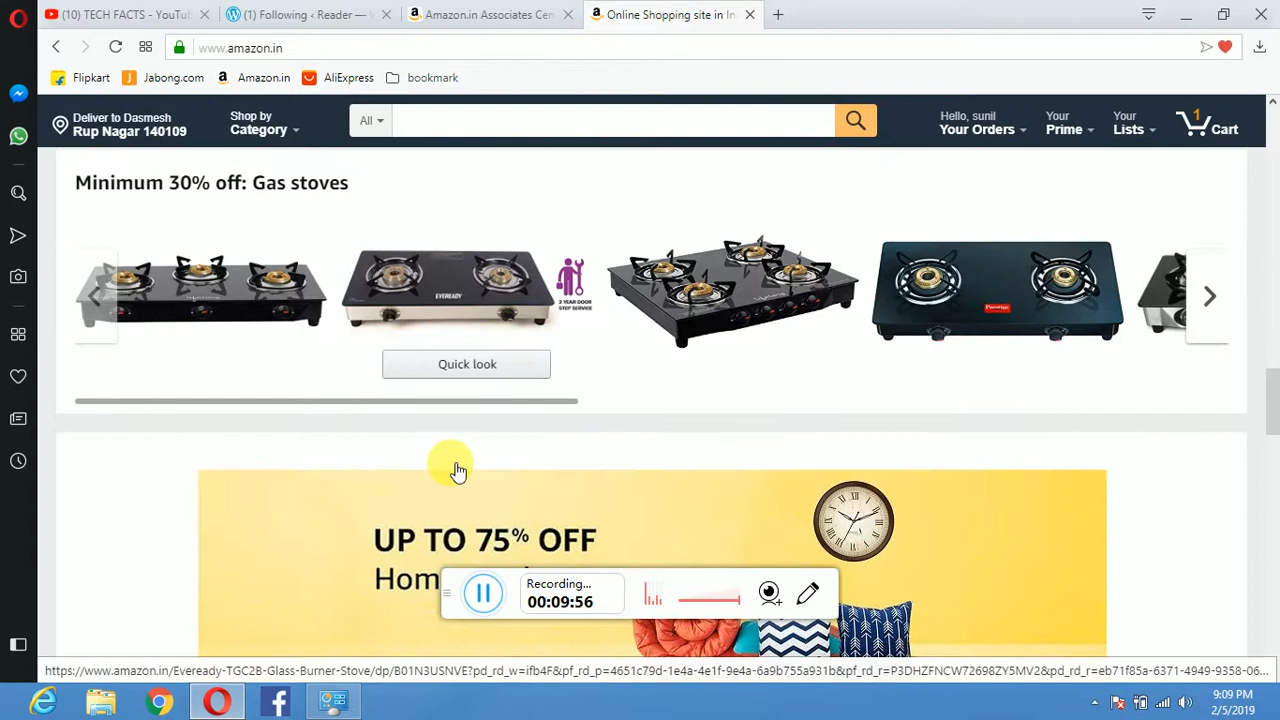 (10) TECH FACTS - YouTu
(1) Following ‹ Reader —
Amazon.in Associates Cen
Online Shopping site in In
www.amazon.in
Flipkart
Jabong.com
Amazon.in
AliExpress
bookmark
Deliver to Dasmesh
Rup Nagar 140109
Shop by
Category
All
Hello, sunil
Your Orders
Your
Prime
Your
Lists
1
Cart
Minimum 30% off: Gas stoves
EVEREADY
2 YEAR DOOR
STEP SERVICE
Prestige
Quick look
UP TO 75% OFF
Hom
Recording...
00:09:56
https://www.amazon.in/Eveready-TGC2B-Glass-Burner-Stove/dp/B01N3USNVE?pd_rd_w=ifb4F&pf_rd_p=4651c79d-1e4a-4e1f-9e4a-6a9b755a931b&pf_rd_r=P3DHZFNCW72698ZY5MV2&pd_rd_r=eb71f85a-6371-4949-9358-06...
9:09 PM
2/5/2019